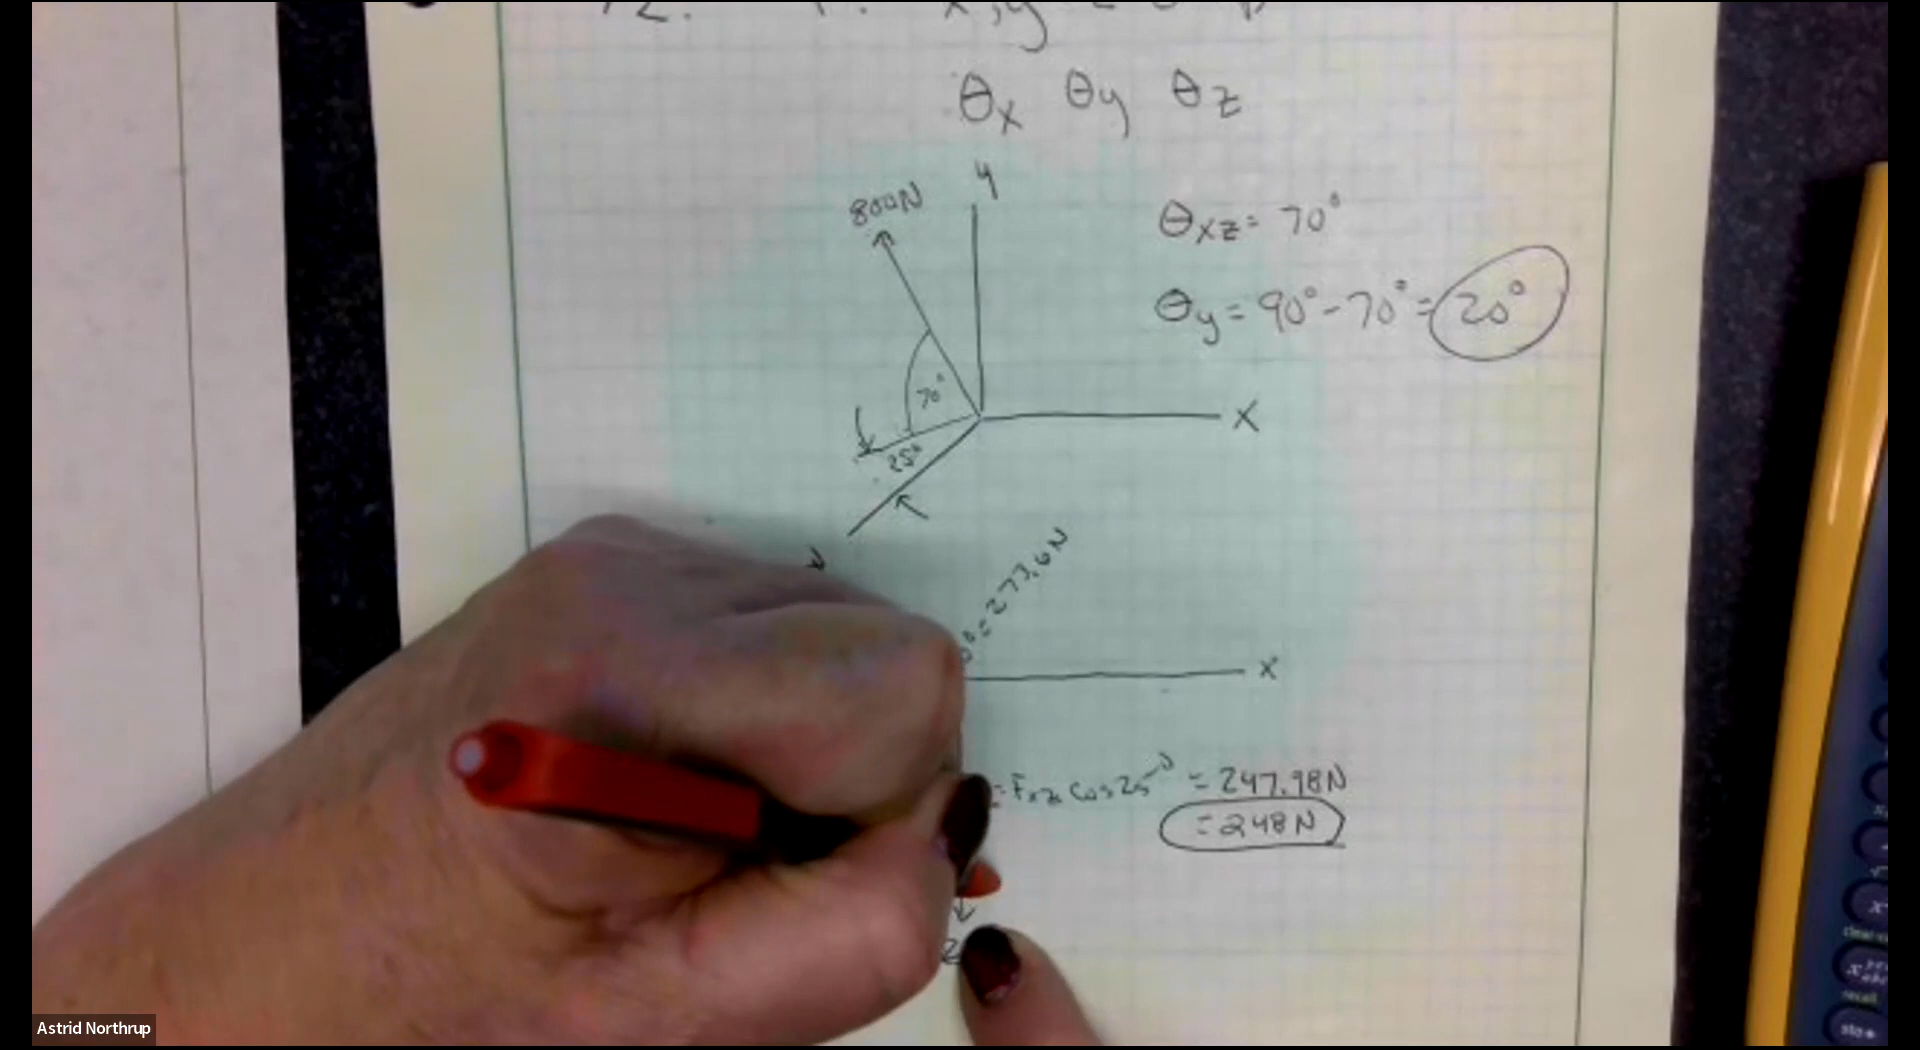 θx θy θz
y
800N
θxz = 70°
θy = 90° - 70° = 20°
70°
X
25°
= 273.6N
x
= Fxz Cos 25° = 247.98N
= 248 N
z
Astrid Northrup